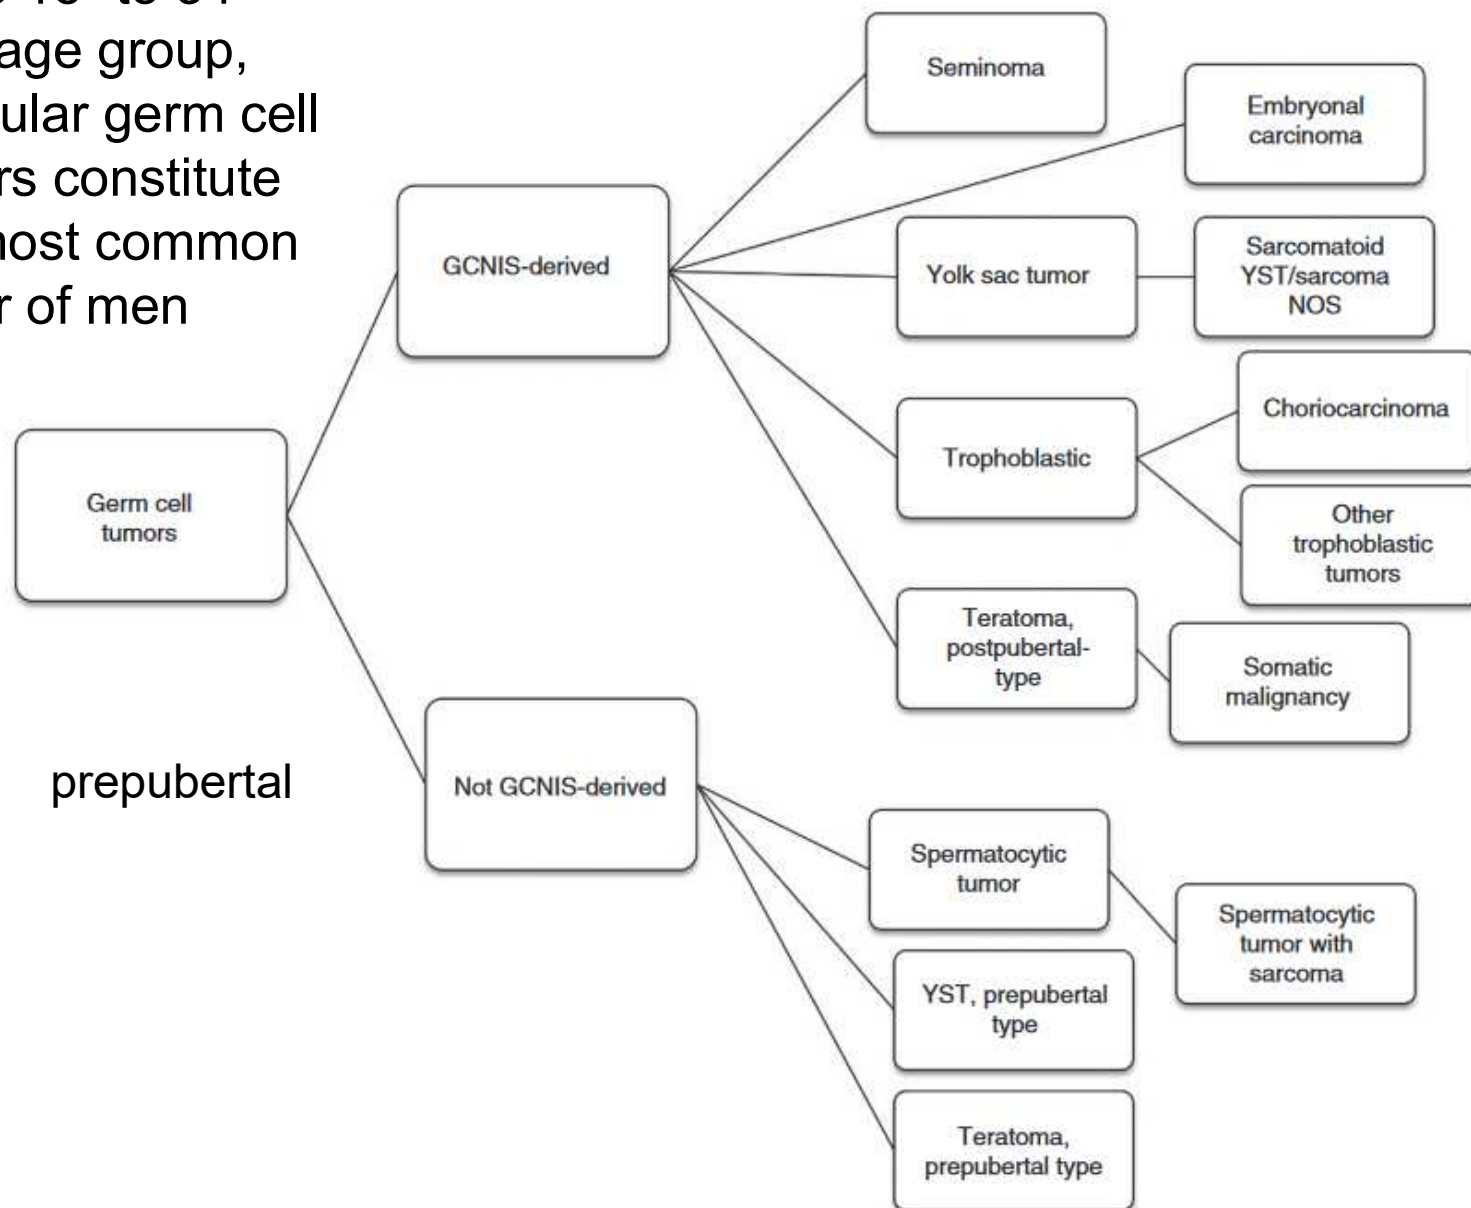 age group,
ular germ cell
rs constitute
nost common
r of men
prepubertal
Germ cell
tumors
GCNIS-derived
Not GCNIS-derived
Seminoma
Embryonal
carcinoma
Yolk sac tumor
Sarcomatoid
YST/sarcoma
NOS
Trophoblastic
Choriocarcinoma
Other
trophoblastic
tumors
Teratoma,
postpubertal-
type
Somatic
malignancy
Spermatocytic
tumor
Spermatocytic
tumor with
sarcoma
YST, prepubertal
type
Teratoma,
prepubertal type